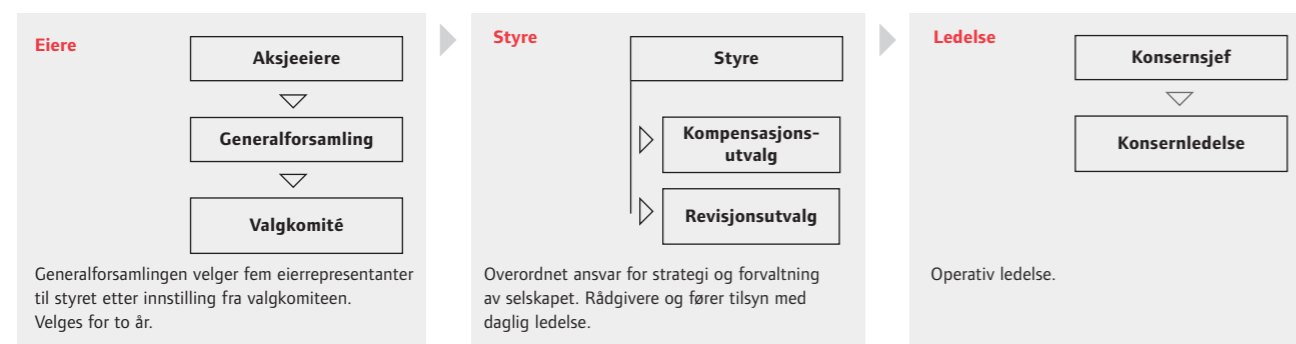 Eiere
Aksjeeiere
Generalforsamling
Valgkomité
Generalforsamlingen velger fem eierrepresentanter
til styret etter innstilling fra valgkomiteen.
Velges for to år.
Styre
Styre
Kompensasjons-
utvalg
Revisjonsutvalg
Overordnet ansvar for strategi og forvaltning
av selskapet. Rådgivere og fører tilsyn med
daglig ledelse.
Ledelse
Konsernsjef
Konsernledelse
Operativ ledelse.